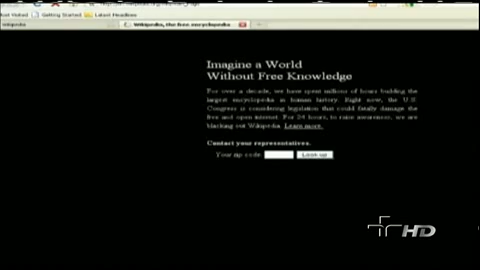 Most Visited Getting Started Latest Headlines
Wikipedia Wikipedia, the free encyclopedia
Imagine a World
Without Free Knowledge
For over a decade, we have spent millions of hours building the
largest encyclopedia in human history. Right now, the U.S.
Congress is considering legislation that could fatally damage the
free and open internet. For 24 hours, to raise awareness, we are
blacking out Wikipedia. Learn more.
Contact your representatives.
Your zip code: Look up
HD